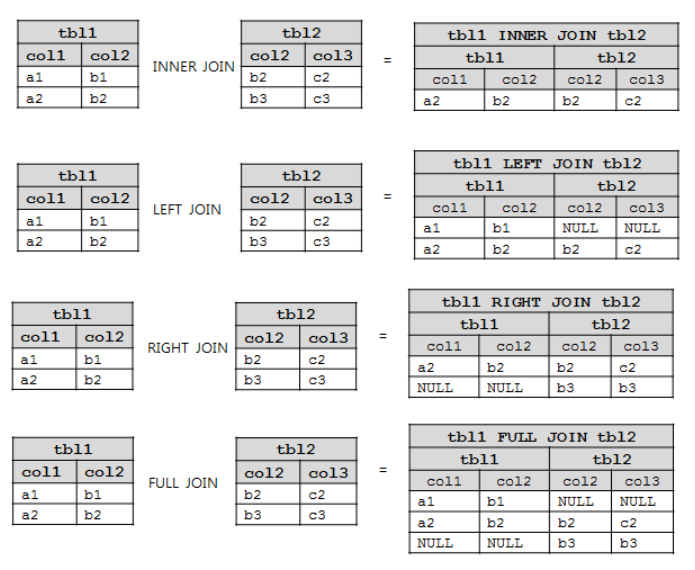 tbl1 tbl2 tbl1 INNER JOIN tbl2
col1 col2 INNER JOIN col2 col3 = tbl1 tbl2
a1 b1 b2 c2 col1 col2 col2 col3
a2 b2 b3 c3 a2 b2 b2 c2
tbl1 LEFT JOIN tbl2
tbl1 tbl2 tbl1 tbl2
col1 col2 LEFT JOIN col2 col3 = col1 col2 col2 col3
a1 b1 b2 c2 a1 b1 NULL NULL
a2 b2 b3 c3 a2 b2 b2 c2
tbl1 RIGHT JOIN tbl2
tbl1 tbl2 tbl1 tbl2
col1 col2 RIGHT JOIN col2 col3 = col1 col2 col2 col3
a1 b1 b2 c2 a2 b2 b2 c2
a2 b2 b3 c3 NULL NULL b3 b3
tbl1 FULL JOIN tbl2
tbl1 tbl2 tbl1 tbl2
col1 col2 FULL JOIN col2 col3 = col1 col2 col2 col3
a1 b1 b2 c2 a1 b1 NULL NULL
a2 b2 b3 c3 a2 b2 b2 c2
NULL NULL b3 b3